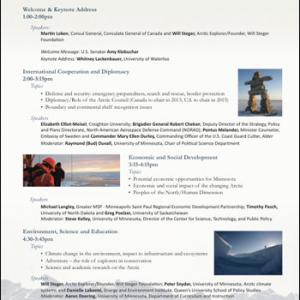 Welcome & Keynote Address
1:00-2:00pm
Speakers:
Martin Loken, Consul General, Consulate General of Canada and Will Steger, Arctic Explorer/Founder, Will Steger
Foundation
Welcome Message: U.S. Senator Amy Klobuchar
Keynote Address: Whitney Lackenbauer, University of Waterloo
International Cooperation and Diplomacy
2:00-3:15pm
Topics
• Defense and security: emergency preparedness, search and rescue, border protection
• Diplomacy/Role of the Arctic Council (Canada to chair in 2013, U.S. to chair in 2015)
• Boundary and continental shelf recognition issues
Speakers
Elizabeth Elliot-Meisel, Creighton University; Brigadier General Robert Chekan, Deputy Director of the Strategy, Policy
and Plans Directorate, North-American Aerospace Defense Command (NORAD); Pontus Melander, Minister Counselor,
Embassy of Sweden and Commander Mary Ellen Durley, Commanding Officer of the U.S. Coast Guard Cutter, Alder
Moderator: Raymond (Bud) Duvall, University of Minnesota, Chair of Political Science Department
Economic and Social Development
3:15-4:15pm
Topics
• Potential economic opportunities for Minnesota
• Economic and social impact of the changing Arctic
• Peoples of the North/Human Dimension
Speakers
Michael Langley, Greater MSP - Minneapolis Saint Paul Regional Economic Development Partnership; Timothy Pasch,
University of North Dakota and Greg Poelzer, University of Saskatchewan
Moderator: Steve Kelley, University of Minnesota, Director of the Center for Science, Technology, and Public Policy
Environment, Science and Education
4:30-5:45pm
Topics
• Climate change in the environment, impact to infrastructure and ecosystems
• Adventure – the role of explorers in conservation
• Science and academic research on the Arctic
Speakers
Will Steger, Arctic Explorer/Founder, Will Steger Foundation; Peter Snyder, University of Minnesota, Arctic climate
systems and Danielle Labonté, Energy and Environment Institute, Queen's University School of Policy Studies
Moderator: Aaron Doering, University of Minnesota, Department of Curriculum and Instruction